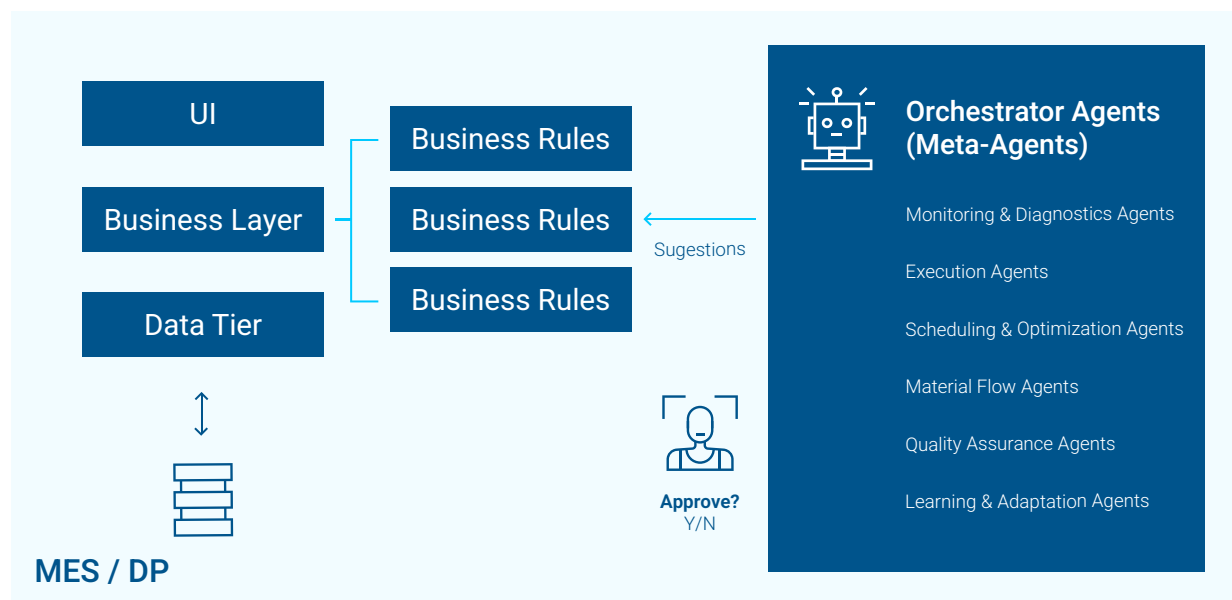 UI
Business Layer
Data Tier
MES / DP
Business Rules
Business Rules
Business Rules
Sugestions
Approve?
Y/N
Orchestrator Agents
(Meta-Agents)
Monitoring & Diagnostics Agents
Execution Agents
Scheduling & Optimization Agents
Material Flow Agents
Quality Assurance Agents
Learning & Adaptation Agents